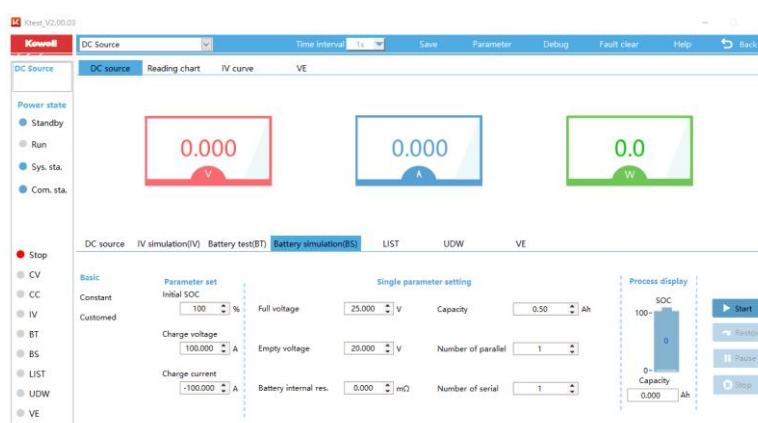 Ktest_V2.00.03
Kewell DC Source Time Interval 1s Save Parameter Debug Fault clear Help Back
DC Source DC source Reading chart IV curve VE
Power state
Standby
Run
Sys. sta.
Com. sta.
0.000 V
0.000 A
0.0 W
DC source IV simulation(IV) Battery test(BT) Battery simulation(BS) LIST UDW VE
Stop
CV
CC
IV
BT
BS
LIST
UDW
VE
Basic
Constant
Customed
Parameter set
Initial SOC
100 %
Charge voltage
100.000 A
Charge current
-100.000 A
Single parameter setting
Full voltage 25.000 V Capacity 0.50 Ah
Empty voltage 20.000 V Number of parallel 1
Battery internal res. 0.000 mΩ Number of serial 1
Process display
SOC
100-
0
0-
Capacity
0.000 Ah
Start
Restor
Pause
Stop